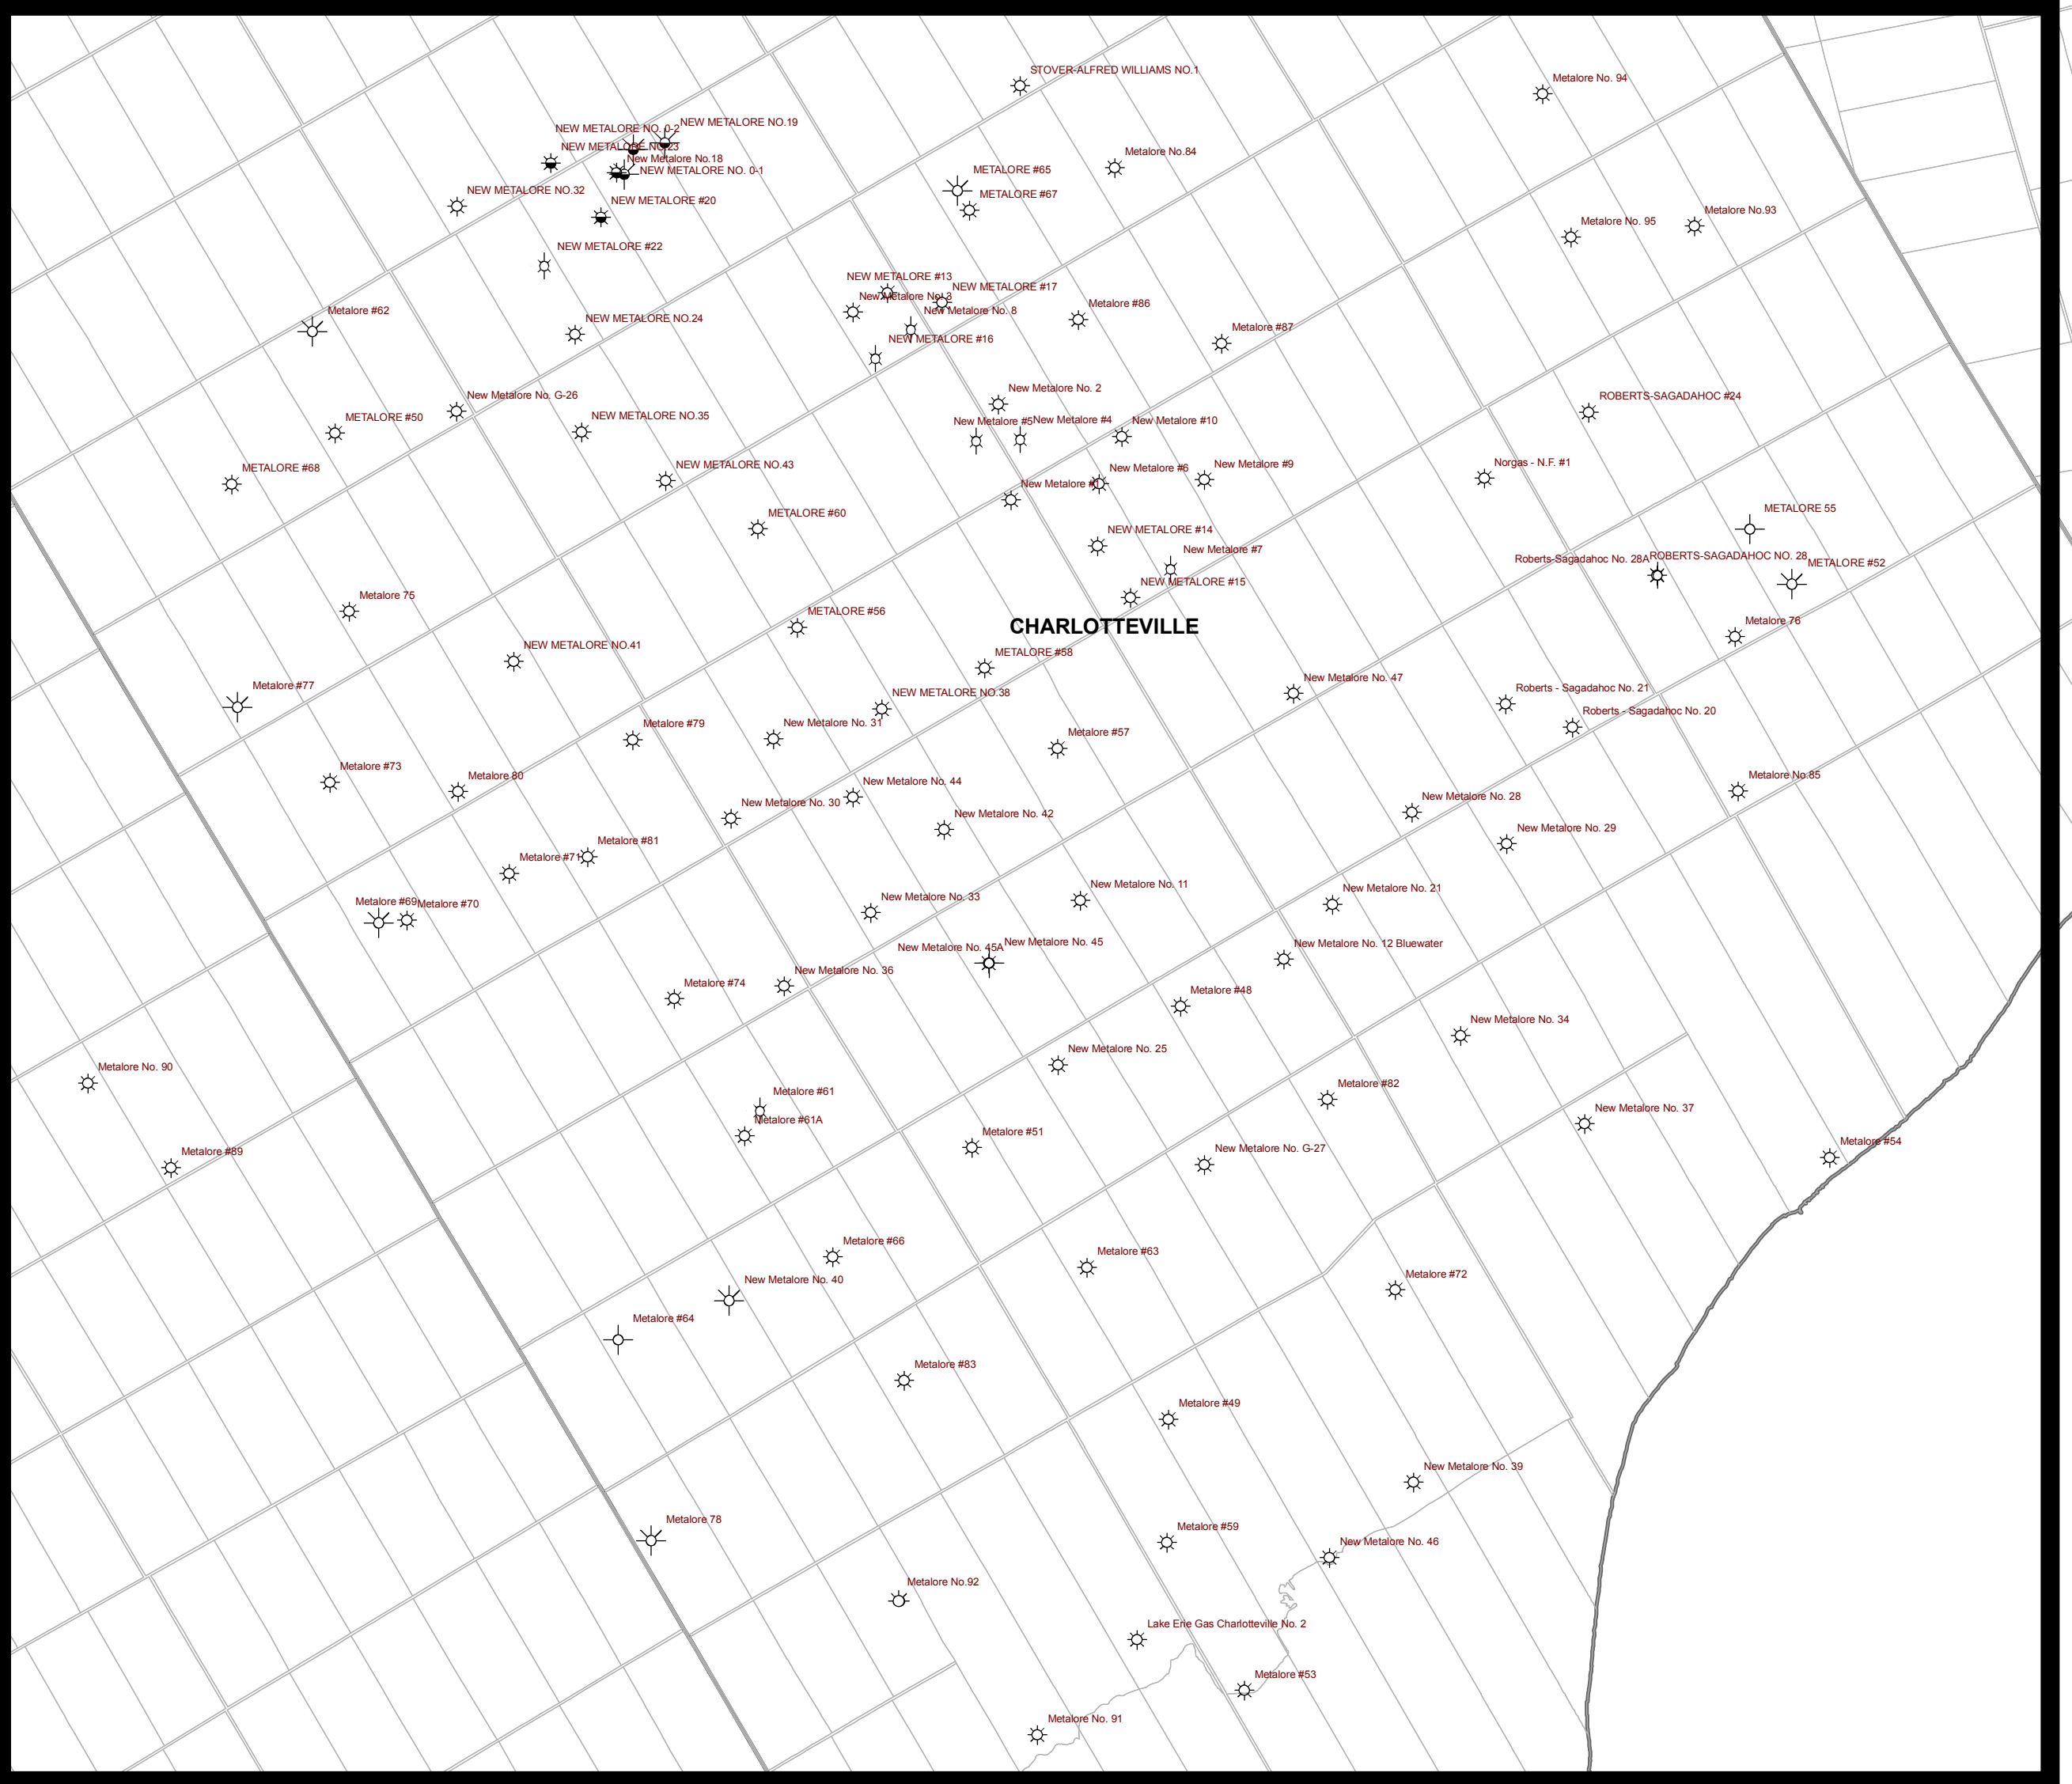 STOVER-ALFRED WILLIAMS NO.1
Metalore No. 94
NEW METALORE NO.19
NEW METALORE NO. 0-2
NEW METALORE NO.23
New Metalore No.18
NEW METALORE NO. 0-1
Metalore No.84
METALORE #65
NEW METALORE NO.32
METALORE #67
NEW METALORE #20
Metalore No.93
Metalore No. 95
NEW METALORE #22
NEW METALORE #13
NEW METALORE #17
New Metalore No. 3
New Metalore No. 8
Metalore #86
Metalore #62
NEW METALORE NO.24
Metalore #87
NEW METALORE #16
New Metalore No. 2
ROBERTS-SAGADAHOC #24
New Metalore No. G-26
METALORE #50
NEW METALORE NO.35
New Metalore #5
New Metalore #4
New Metalore #10
METALORE #68
NEW METALORE NO.43
New Metalore #6
New Metalore #9
Norgas - N.F. #1
New Metalore #1
METALORE #60
METALORE 55
NEW METALORE #14
New Metalore #7
Roberts-Sagadahoc No. 28A
ROBERTS-SAGADAHOC NO. 28
METALORE #52
NEW METALORE #15
Metalore 75
METALORE #56
CHARLOTTEVILLE
Metalore 76
NEW METALORE NO.41
METALORE #58
Metalore #77
NEW METALORE NO.38
New Metalore No. 47
Roberts - Sagadahoc No. 21
Roberts - Sagadahoc No. 20
Metalore #79
New Metalore No. 31
Metalore #57
Metalore #73
Metalore 80
New Metalore No. 44
New Metalore No. 30
New Metalore No. 42
New Metalore No. 28
Metalore No.85
New Metalore No. 29
Metalore #81
Metalore #71
Metalore #69
Metalore #70
New Metalore No. 33
New Metalore No. 11
New Metalore No. 21
New Metalore No. 45A
New Metalore No. 45
New Metalore No. 12 Bluewater
New Metalore No. 36
Metalore #74
Metalore #48
New Metalore No. 34
New Metalore No. 25
Metalore No. 90
Metalore #61
Metalore #61A
Metalore #82
New Metalore No. 37
Metalore #51
Metalore #54
Metalore #89
New Metalore No. G-27
Metalore #66
Metalore #63
New Metalore No. 40
Metalore #72
Metalore #64
Metalore #83
Metalore #49
New Metalore No. 39
Metalore 78
Metalore #59
New Metalore No. 46
Metalore No.92
Lake Erie Gas Charlotteville No. 2
Metalore #53
Metalore No. 91